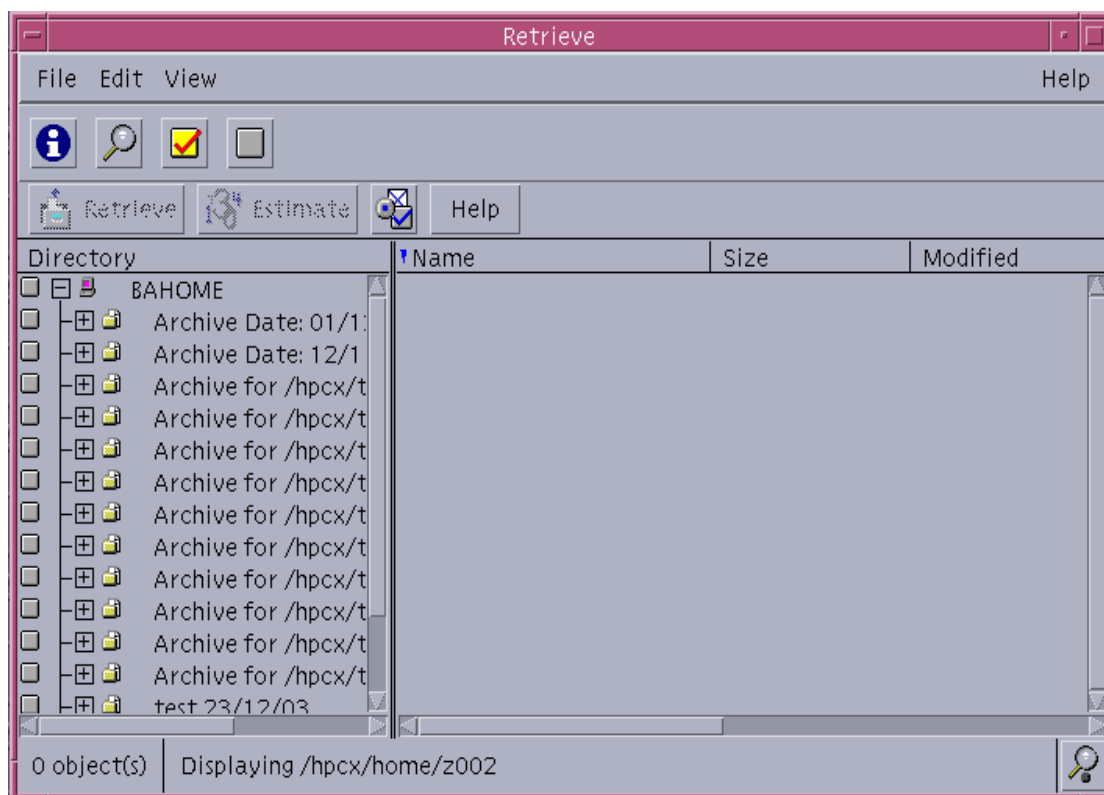 Retrieve
File Edit View Help
Retrieve Estimate Help
Directory Name Size Modified
BAHOME
Archive Date: 01/1
Archive Date: 12/1
Archive for /hpcx/t
Archive for /hpcx/t
Archive for /hpcx/t
Archive for /hpcx/t
Archive for /hpcx/t
Archive for /hpcx/t
Archive for /hpcx/t
Archive for /hpcx/t
Archive for /hpcx/t
Archive for /hpcx/t
test 23/12/03
0 object(s) Displaying /hpcx/home/z002